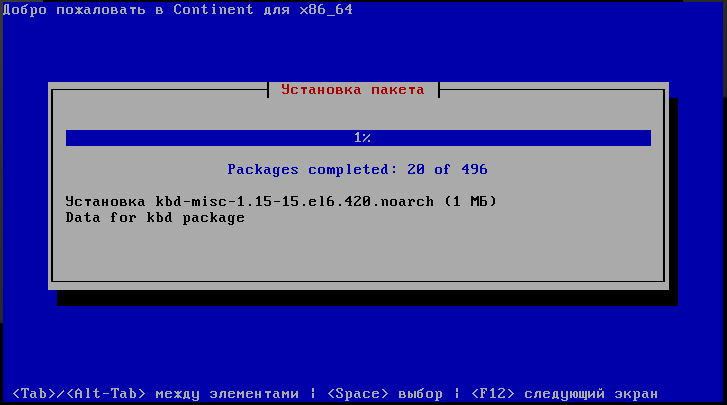 Добро пожаловать в Continent для x86_64
Установка пакета
1%
Packages completed: 20 of 496
Установка kbd-misc-1.15-15.el6.420.noarch (1 МБ)
Data for kbd package
<Tab>/<Alt-Tab> между элементами | <Space> выбор | <F12> следующий экран